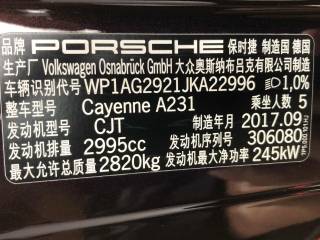 品牌 PORSCHE 保时捷 制造国 德国
生产厂 Volkswagen Osnabrück GmbH 大众奥斯纳布吕克有限公司
车辆识别代号 WP1AG2921JKA22996 1,0%
整车型号 Cayenne A231 乘坐人数 5
发动机型号 CJT 制造年月 2017.09
发动机排量 2995cc 发动机号 306080
最大允许总质量 2820kg 发动机最大净功率 245kW